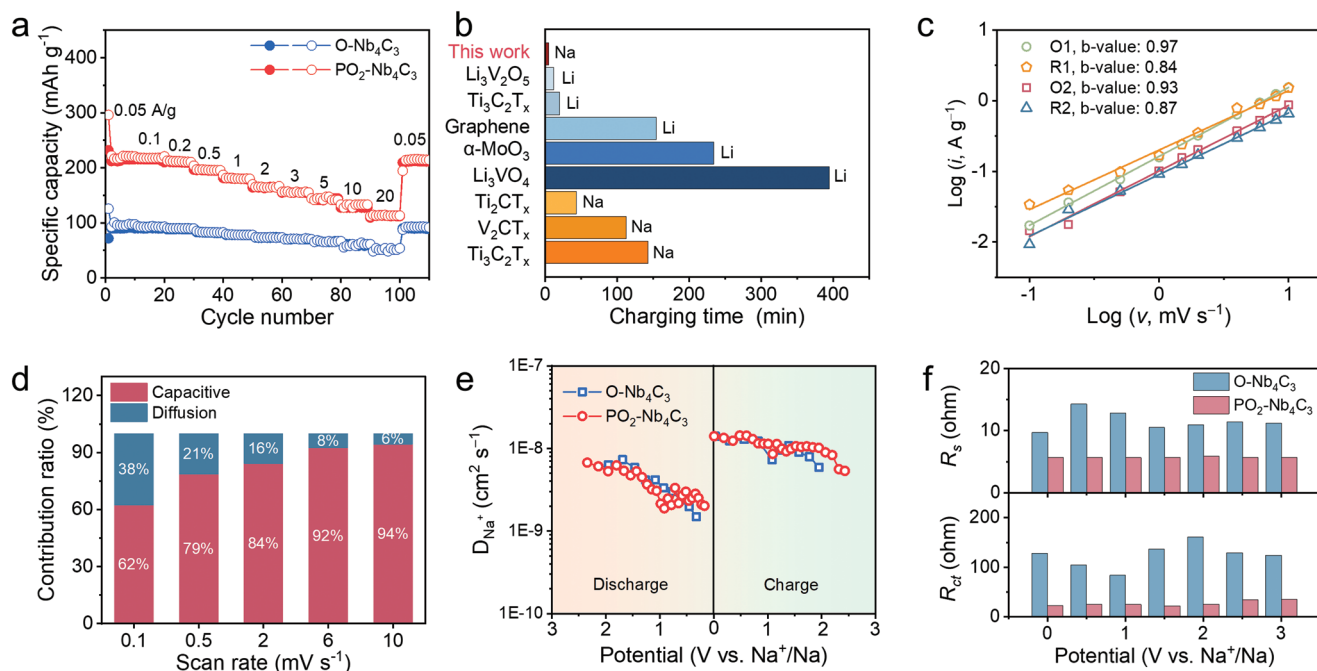 a
Specific capacity (mAh g⁻¹)
400
300
200
100
0
O-Nb₄C₃
PO₂-Nb₄C₃
0.05 A/g
0.1
0.2
0.5
1
2
3
5
10
20
0.05
0 20 40 60 80 100
Cycle number
b
This work
Li₃V₂O₅
Ti₃C₂Tₓ
Graphene
α-MoO₃
Li₃VO₄
Ti₂CTₓ
V₂CTₓ
Ti₃C₂Tₓ
Na
Li
Li
Li
Li
Li
Na
Na
Na
0 100 200 300 400
Charging time (min)
c
Log (i, A g⁻¹)
O1, b-value: 0.97
R1, b-value: 0.84
O2, b-value: 0.93
R2, b-value: 0.87
1
0
-1
-2
-1 0 1
Log (v, mV s⁻¹)
d
Contribution ratio (%)
120
90
60
30
0
Capacitive
Diffusion
38%
21%
16%
8%
6%
62%
79%
84%
92%
94%
0.1 0.5 2 6 10
Scan rate (mV s⁻¹)
e
D_Na⁺ (cm² s⁻¹)
1E-7
1E-8
1E-9
1E-10
O-Nb₄C₃
PO₂-Nb₄C₃
Discharge
Charge
3 2 1 0 1 2 3
Potential (V vs. Na⁺/Na)
f
Rₛ (ohm)
20
10
0
O-Nb₄C₃
PO₂-Nb₄C₃
R_ct (ohm)
200
100
0
0 1 2 3
Potential (V vs. Na⁺/Na)